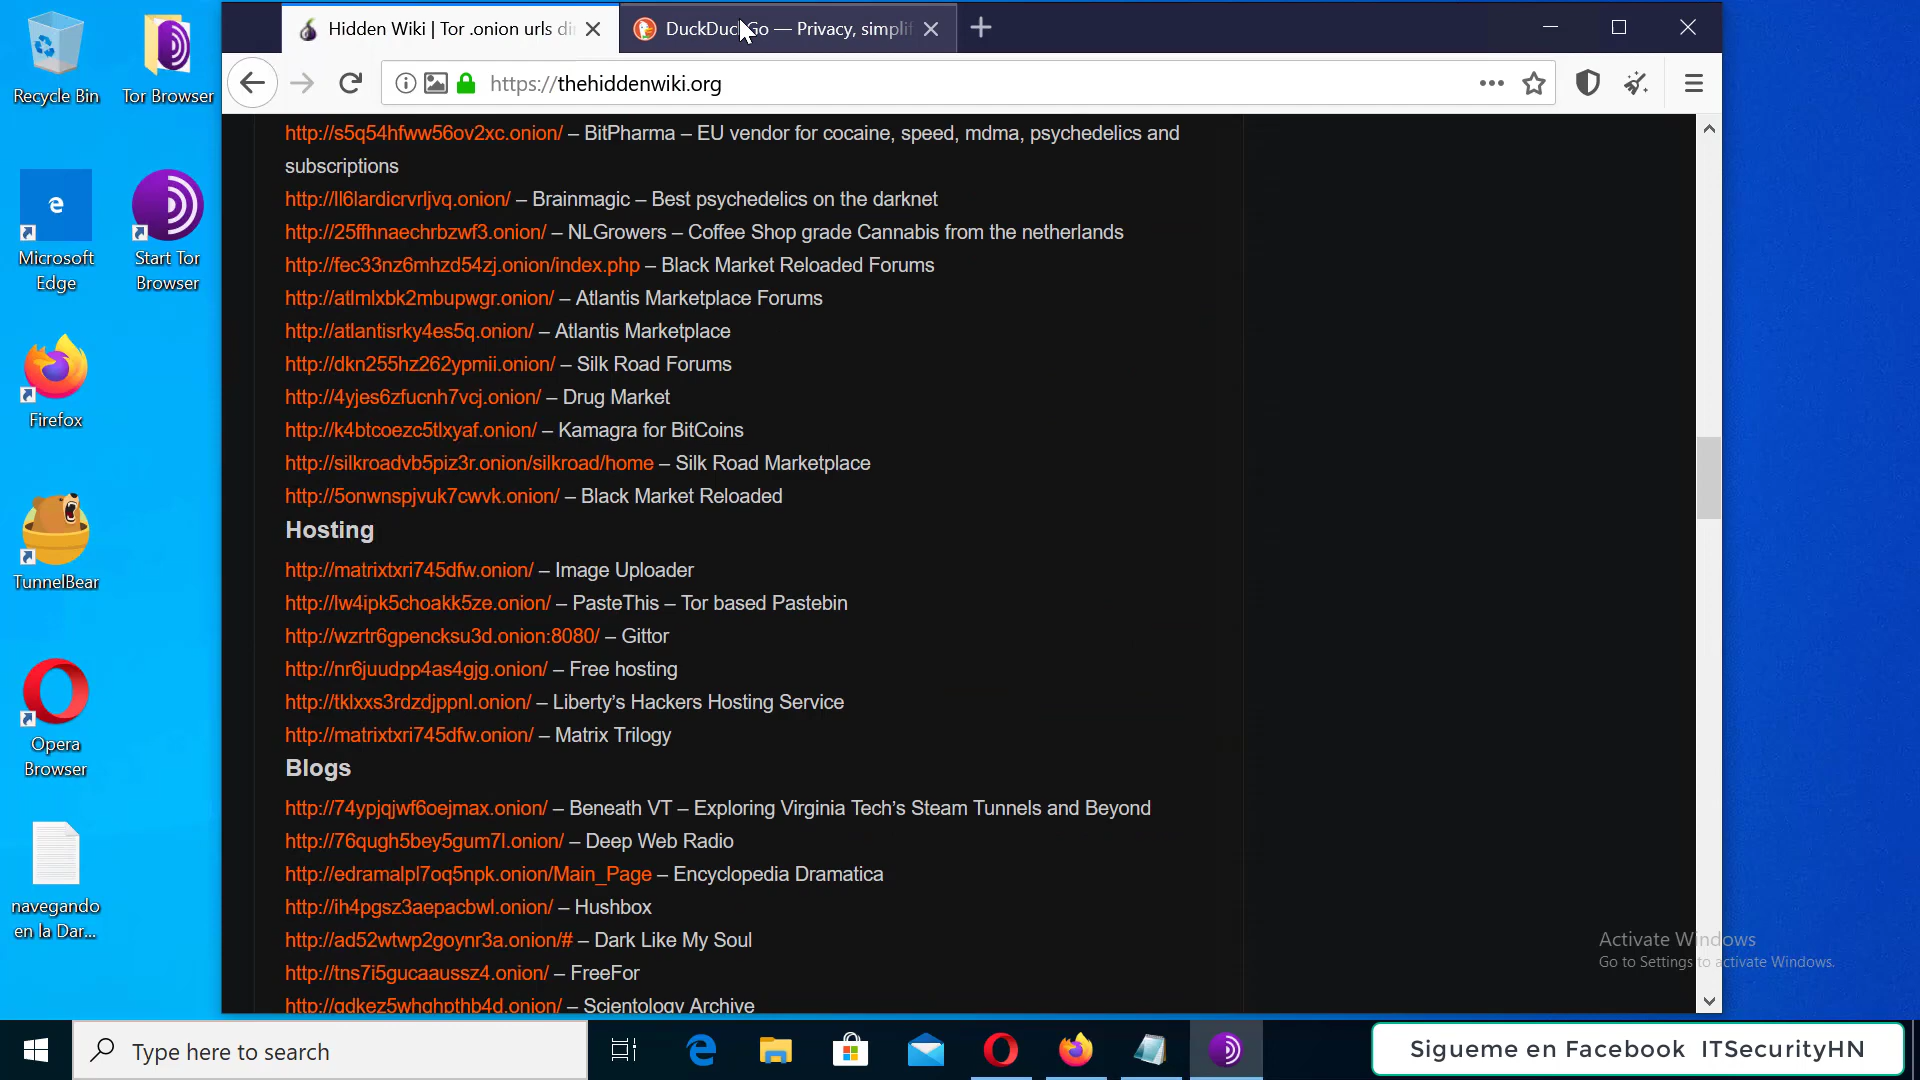 Hidden Wiki | Tor .onion urls di
DuckDuckGo — Privacy, simplif
https://thehiddenwiki.org
http://s5q54hfww56ov2xc.onion/ – BitPharma – EU vendor for cocaine, speed, mdma, psychedelics and
subscriptions
http://ll6lardicrvrljvq.onion/ – Brainmagic – Best psychedelics on the darknet
http://25ffhnaechrbzwf3.onion/ – NLGrowers – Coffee Shop grade Cannabis from the netherlands
http://fec33nz6mhzd54zj.onion/index.php – Black Market Reloaded Forums
http://atlmlxbk2mbupwgr.onion/ – Atlantis Marketplace Forums
http://atlantisrky4es5q.onion/ – Atlantis Marketplace
http://dkn255hz262ypmii.onion/ – Silk Road Forums
http://4yjes6zfucnh7vcj.onion/ – Drug Market
http://k4btcoezc5tlxyaf.onion/ – Kamagra for BitCoins
http://silkroadvb5piz3r.onion/silkroad/home – Silk Road Marketplace
http://5onwnspjvuk7cwvk.onion/ – Black Market Reloaded
Hosting
http://matrixtxri745dfw.onion/ – Image Uploader
http://lw4ipk5choakk5ze.onion/ – PasteThis – Tor based Pastebin
http://wzrtr6gpencksu3d.onion:8080/ – Gittor
http://nr6juudpp4as4gjg.onion/ – Free hosting
http://tklxxs3rdzdjppnl.onion/ – Liberty’s Hackers Hosting Service
http://matrixtxri745dfw.onion/ – Matrix Trilogy
Blogs
http://74ypjqjwf6oejmax.onion/ – Beneath VT – Exploring Virginia Tech’s Steam Tunnels and Beyond
http://76qugh5bey5gum7l.onion/ – Deep Web Radio
http://edramalpl7oq5npk.onion/Main_Page – Encyclopedia Dramatica
http://ih4pgsz3aepacbwl.onion/ – Hushbox
http://ad52wtwp2goynr3a.onion/# – Dark Like My Soul
http://tns7i5gucaaussz4.onion/ – FreeFor
http://gdkez5whqhpthb4d.onion/ – Scientology Archive
Recycle Bin
Tor Browser
Microsoft
Edge
Start Tor
Browser
Firefox
TunnelBear
Opera
Browser
navegando
en la Dar...
Activate Windows
Go to Settings to activate Windows.
Type here to search
Sigueme en Facebook ITSecurityHN